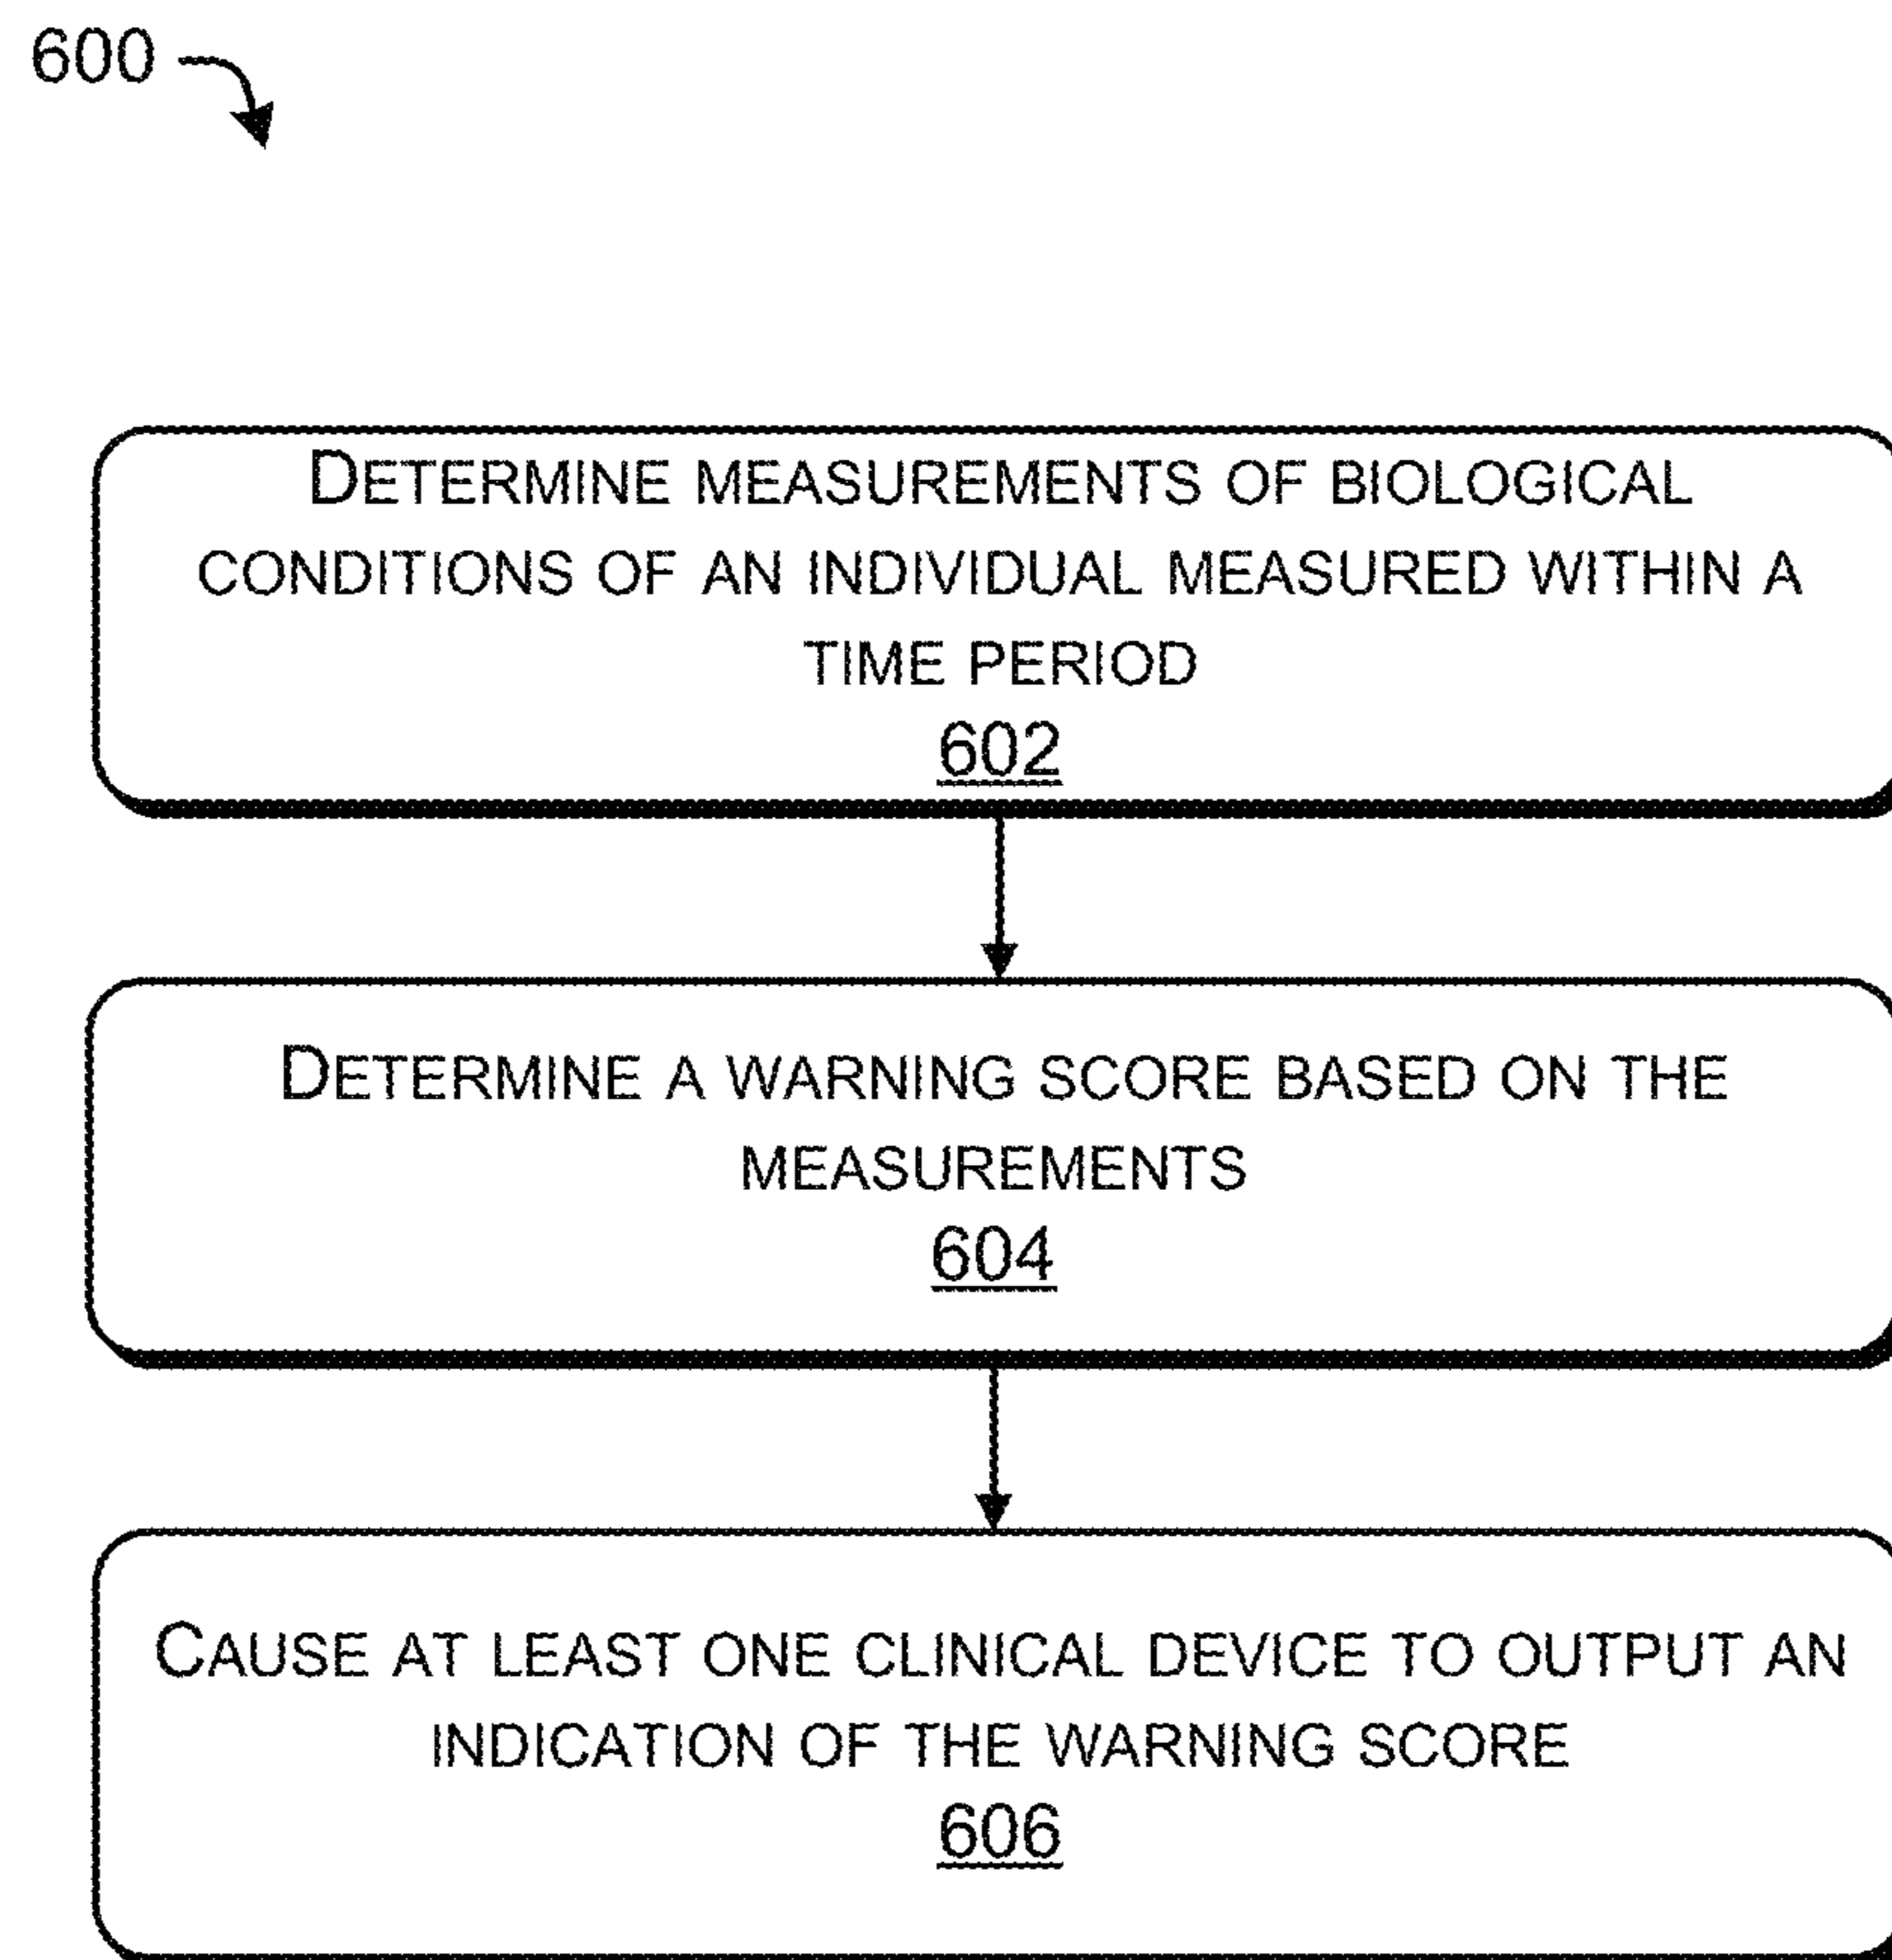 600
DETERMINE MEASUREMENTS OF BIOLOGICAL
CONDITIONS OF AN INDIVIDUAL MEASURED WITHIN A
TIME PERIOD
602
DETERMINE A WARNING SCORE BASED ON THE
MEASUREMENTS
604
CAUSE AT LEAST ONE CLINICAL DEVICE TO OUTPUT AN
INDICATION OF THE WARNING SCORE
606